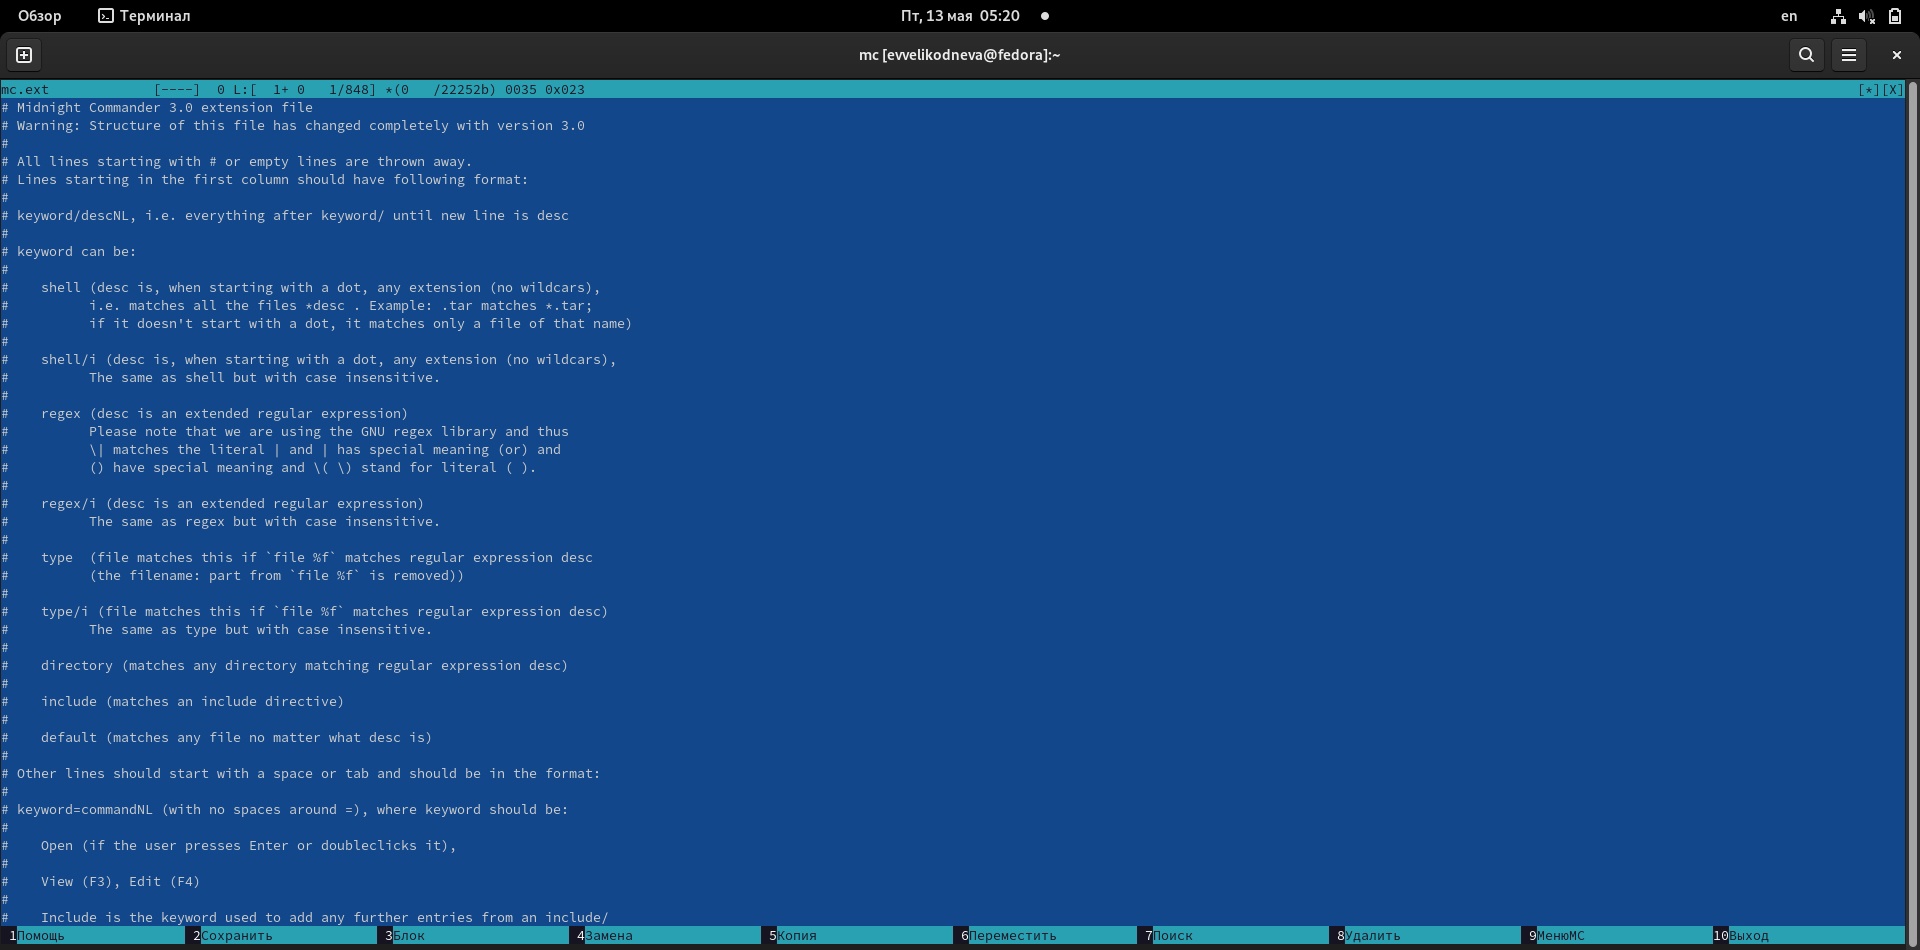 Обзор Терминал Пт, 13 мая 05:20 en
mc [evvelikodneva@fedora]:~
mc.ext [----] 0 L:[ 1+ 0 1/848] *(0 /22252b) 0035 0x023 [*][X]
# Midnight Commander 3.0 extension file
# Warning: Structure of this file has changed completely with version 3.0
#
# All lines starting with # or empty lines are thrown away.
# Lines starting in the first column should have following format:
#
# keyword/descNL, i.e. everything after keyword/ until new line is desc
#
# keyword can be:
#
#    shell (desc is, when starting with a dot, any extension (no wildcars),
#          i.e. matches all the files *desc . Example: .tar matches *.tar;
#          if it doesn't start with a dot, it matches only a file of that name)
#
#    shell/i (desc is, when starting with a dot, any extension (no wildcars),
#          The same as shell but with case insensitive.
#
#    regex (desc is an extended regular expression)
#          Please note that we are using the GNU regex library and thus
#          \| matches the literal | and | has special meaning (or) and
#          () have special meaning and \( \) stand for literal ( ).
#
#    regex/i (desc is an extended regular expression)
#          The same as regex but with case insensitive.
#
#    type  (file matches this if `file %f` matches regular expression desc
#          (the filename: part from `file %f` is removed))
#
#    type/i (file matches this if `file %f` matches regular expression desc)
#          The same as type but with case insensitive.
#
#    directory (matches any directory matching regular expression desc)
#
#    include (matches an include directive)
#
#    default (matches any file no matter what desc is)
#
# Other lines should start with a space or tab and should be in the format:
#
# keyword=commandNL (with no spaces around =), where keyword should be:
#
#    Open (if the user presses Enter or doubleclicks it),
#
#    View (F3), Edit (F4)
#
#    Include is the keyword used to add any further entries from an include/
1Помощь 2Сохранить 3Блок 4Замена 5Копия 6Переместить 7Поиск 8Удалить 9МенюМС 10Выход